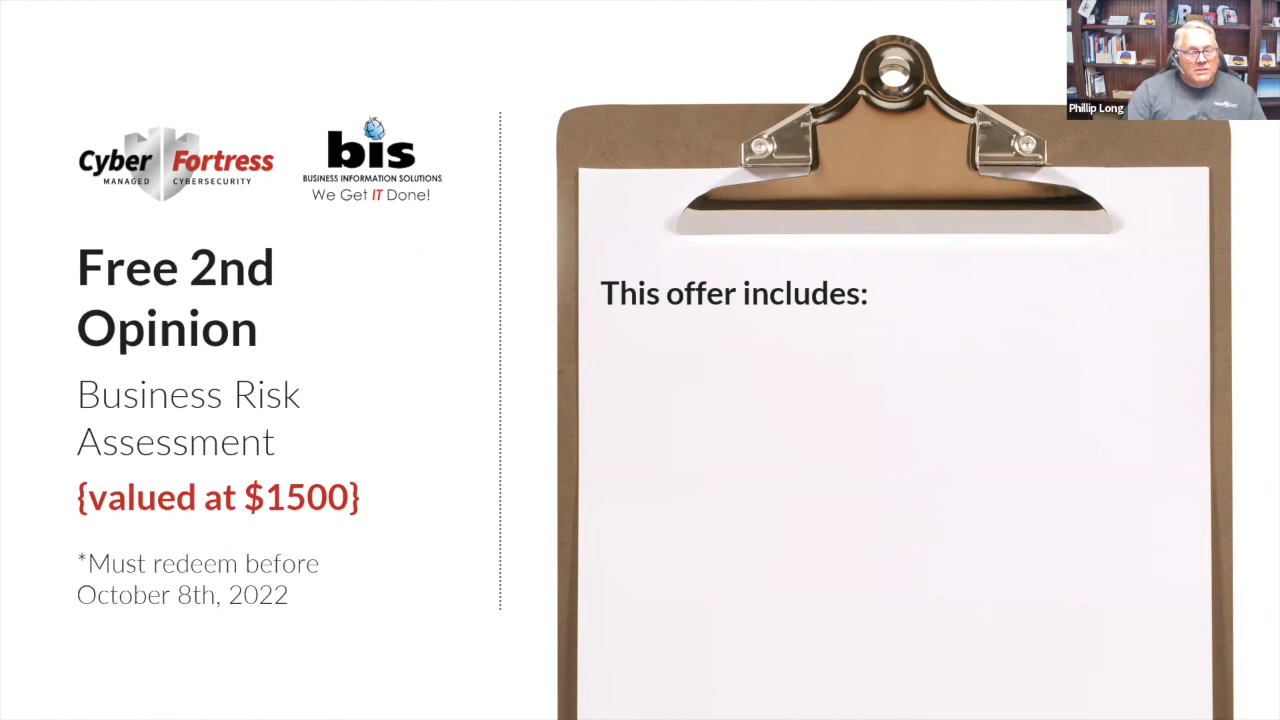 Cyber Fortress
MANAGED CYBERSECURITY
bis
BUSINESS INFORMATION SOLUTIONS
We Get IT Done!
Free 2nd
Opinion
Business Risk
Assessment
{valued at $1500}
*Must redeem before
October 8th, 2022
This offer includes:
BIS
Phillip Long